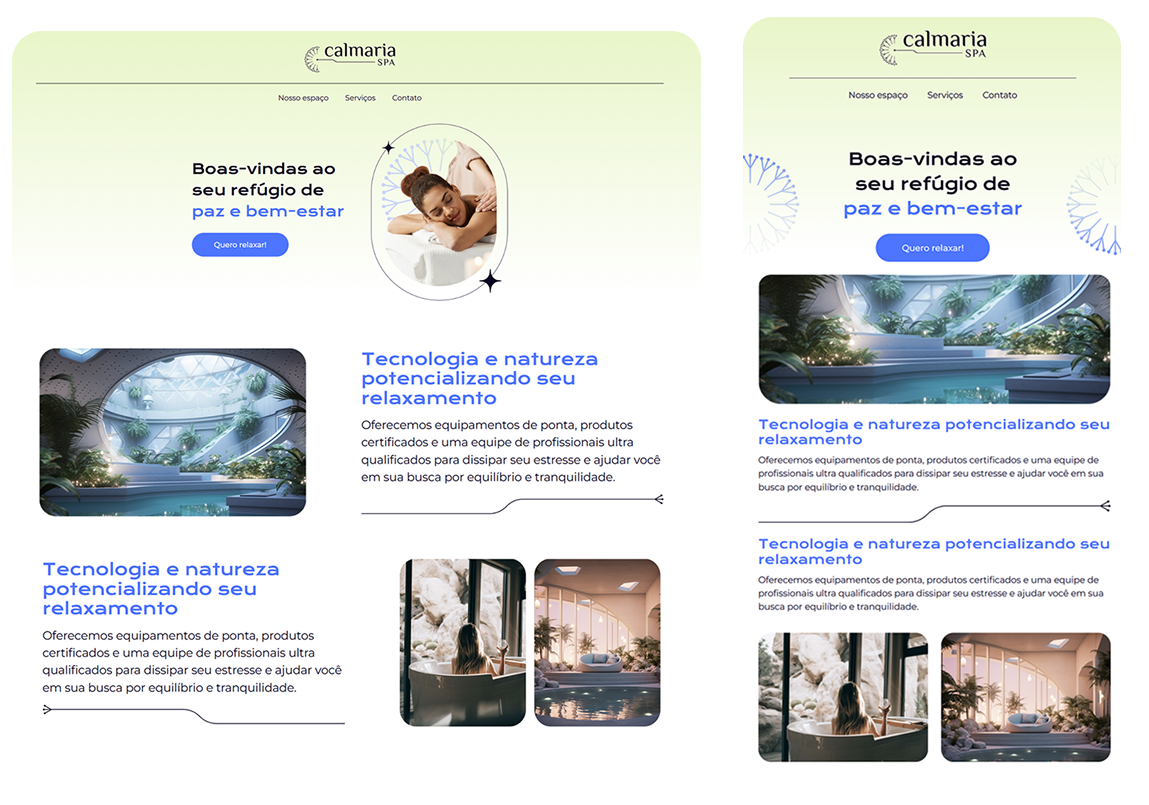 calmaria
SPA
Nosso espaço Serviços Contato
Boas-vindas ao
seu refúgio de
paz e bem-estar
Quero relaxar!
Tecnologia e natureza
potencializando seu
relaxamento
Oferecemos equipamentos de ponta, produtos
certificados e uma equipe de profissionais ultra
qualificados para dissipar seu estresse e ajudar você
em sua busca por equilíbrio e tranquilidade.
Tecnologia e natureza
potencializando seu
relaxamento
Oferecemos equipamentos de ponta, produtos
certificados e uma equipe de profissionais ultra
qualificados para dissipar seu estresse e ajudar você
em sua busca por equilíbrio e tranquilidade.
calmaria
SPA
Nosso espaço Serviços Contato
Boas-vindas ao
seu refúgio de
paz e bem-estar
Quero relaxar!
Tecnologia e natureza potencializando seu
relaxamento
Oferecemos equipamentos de ponta, produtos certificados e uma equipe de
profissionais ultra qualificados para dissipar seu estresse e ajudar você em sua
busca por equilíbrio e tranquilidade.
Tecnologia e natureza potencializando seu
relaxamento
Oferecemos equipamentos de ponta, produtos certificados e uma equipe de
profissionais ultra qualificados para dissipar seu estresse e ajudar você em sua
busca por equilíbrio e tranquilidade.